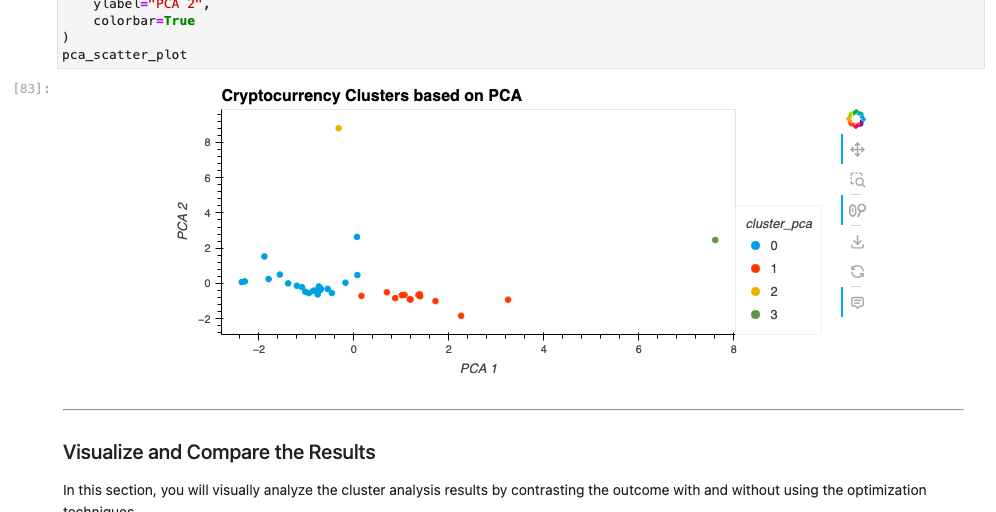 ylabel="PCA 2",
colorbar=True
)
pca_scatter_plot
[83]:
Cryptocurrency Clusters based on PCA
8
6
4
2
0
−2
PCA 2
−2 0 2 4 6 8
PCA 1
cluster_pca
0
1
2
3
Visualize and Compare the Results
In this section, you will visually analyze the cluster analysis results by contrasting the outcome with and without using the optimization
techniques.